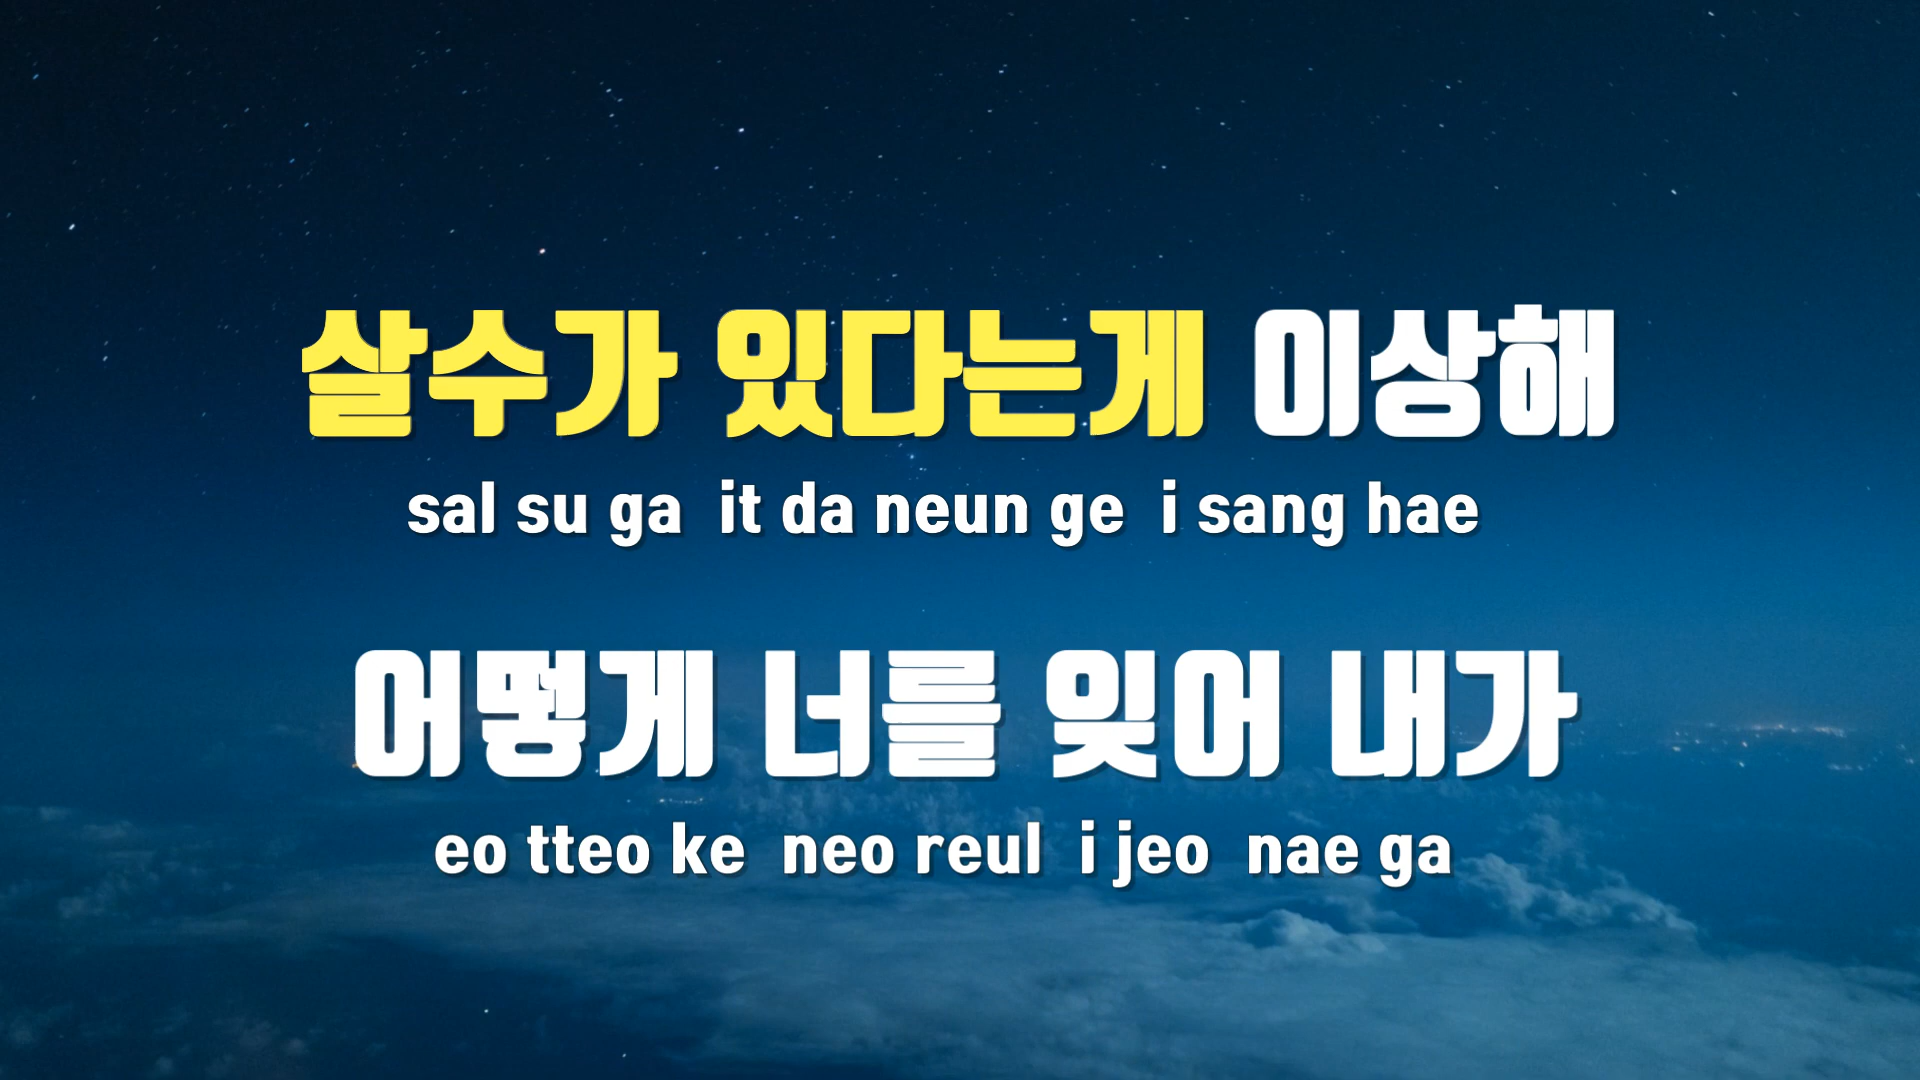 살수가 있다는게 이상해
sal su ga it da neun ge i sang hae
어떻게 너를 잊어 내가
eo tteo ke neo reul i jeo nae ga